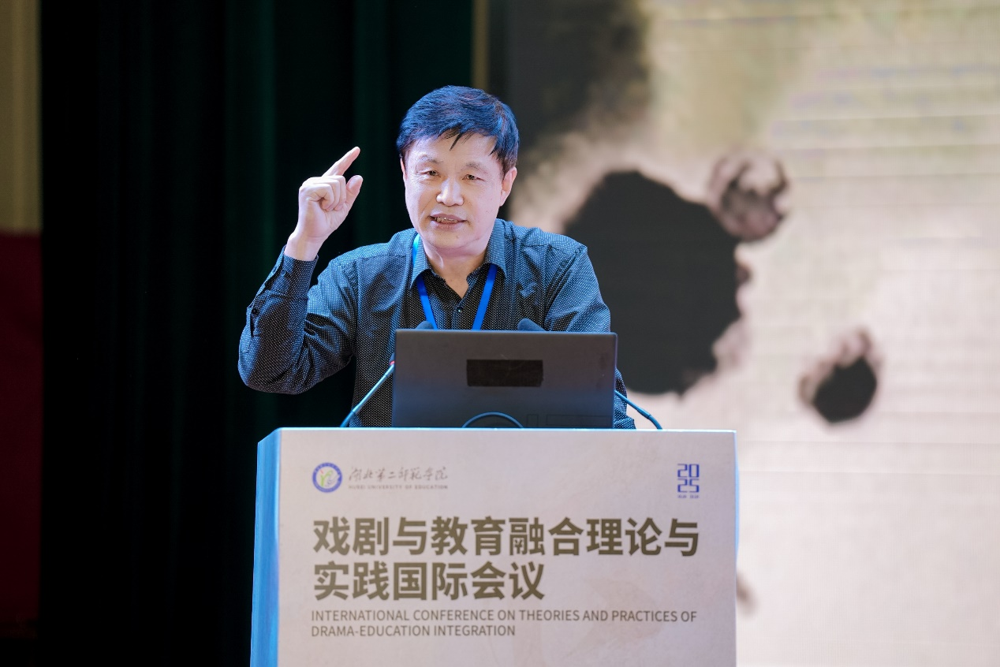 湖北第二师范学院
HUBEI UNIVERSITY OF EDUCATION
20
25
戏剧与教育融合理论与
实践国际会议
INTERNATIONAL CONFERENCE ON THEORIES AND PRACTICES OF
DRAMA-EDUCATION INTEGRATION